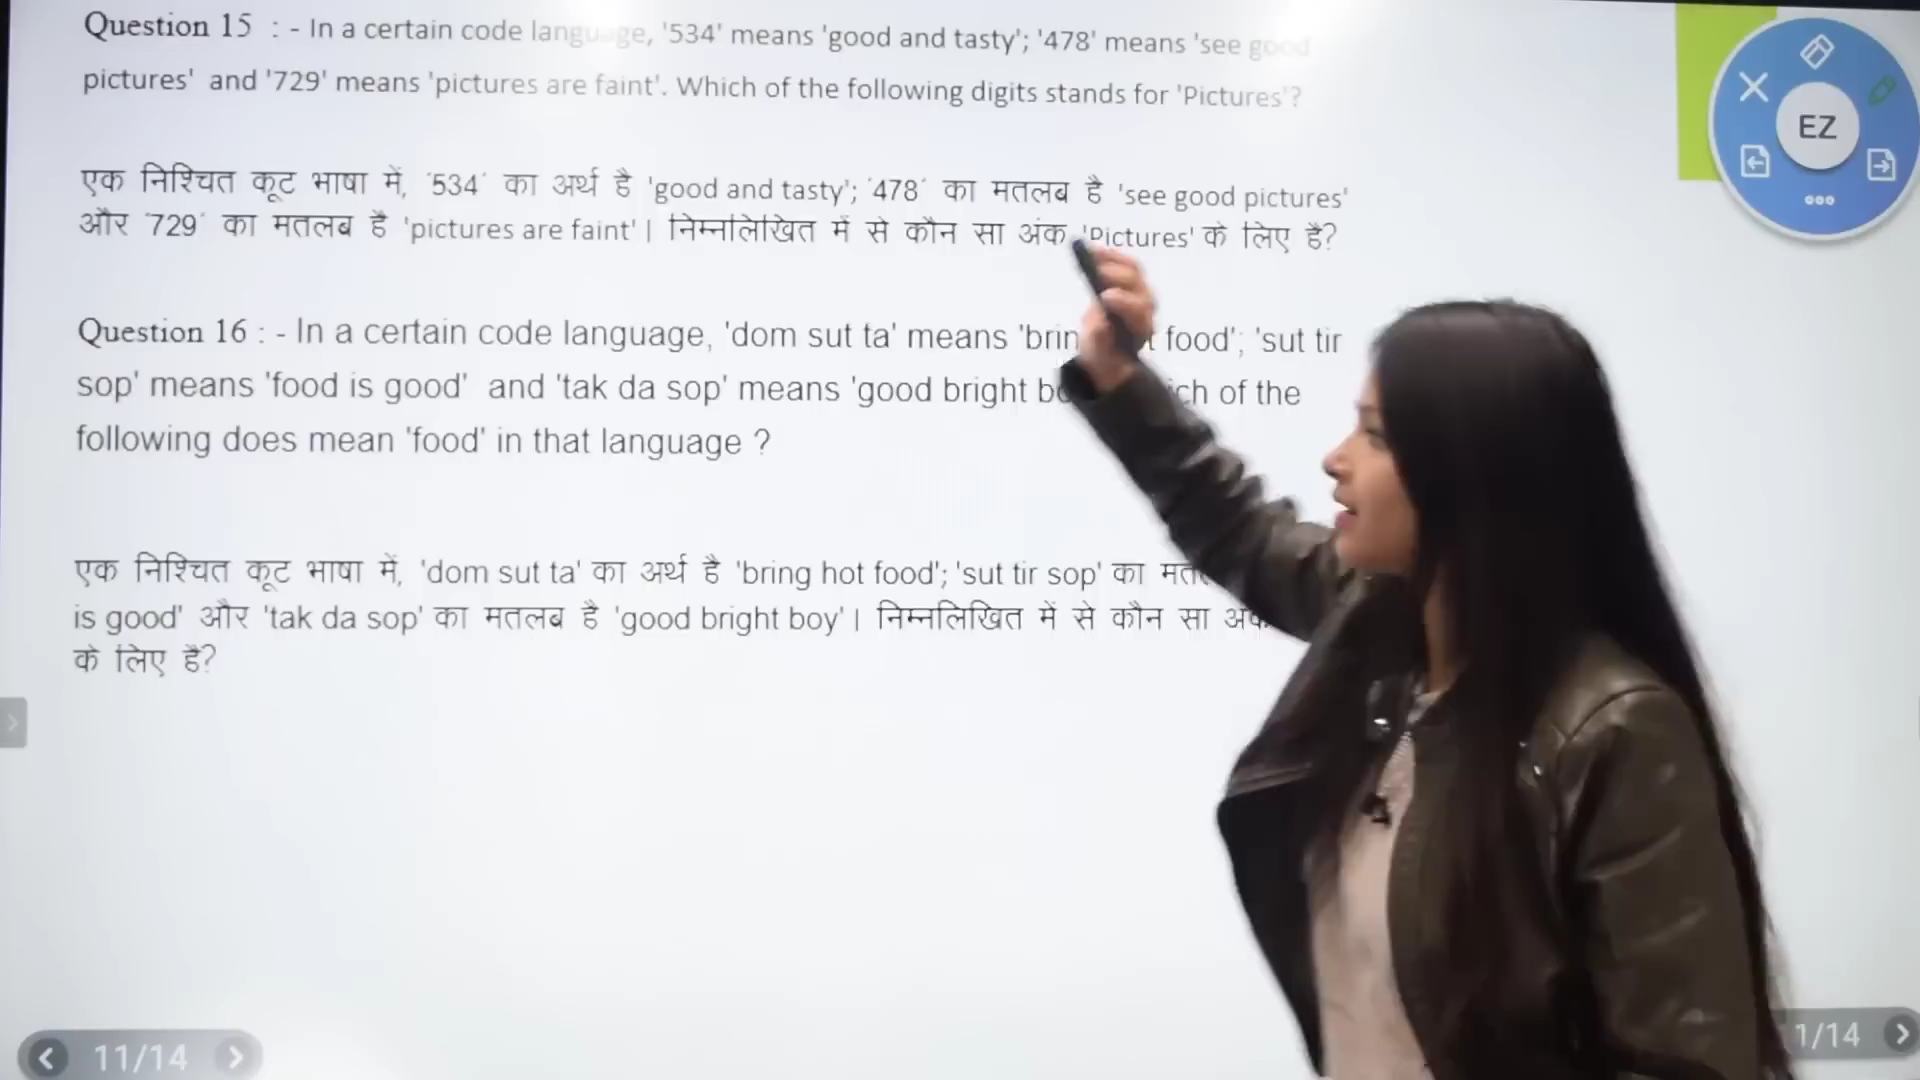 Question 15 : - In a certain code language, '534' means 'good and tasty'; '478' means 'see good
pictures' and '729' means 'pictures are faint'. Which of the following digits stands for 'Pictures'?
एक निश्चित कूट भाषा में, '534' का अर्थ है 'good and tasty'; '478' का मतलब है 'see good pictures'
और '729' का मतलब है 'pictures are faint'। निम्नलिखित में से कौन सा अंक 'Pictures' के लिए है?
Question 16 : - In a certain code language, 'dom sut ta' means food'; 'sut tir
sop' means 'food is good' and 'tak da sop' means 'good bright of the
following does mean 'food' in that language ?
एक निश्चित कूट भाषा में, 'dom sut ta' का अर्थ है 'bring hot food'; 'sut tir sop' का
is good' और 'tak da sop' का मतलब है 'good bright boy'। निम्नलिखित में से कौन सा
के लिए है?
EZ
11/14
1/14